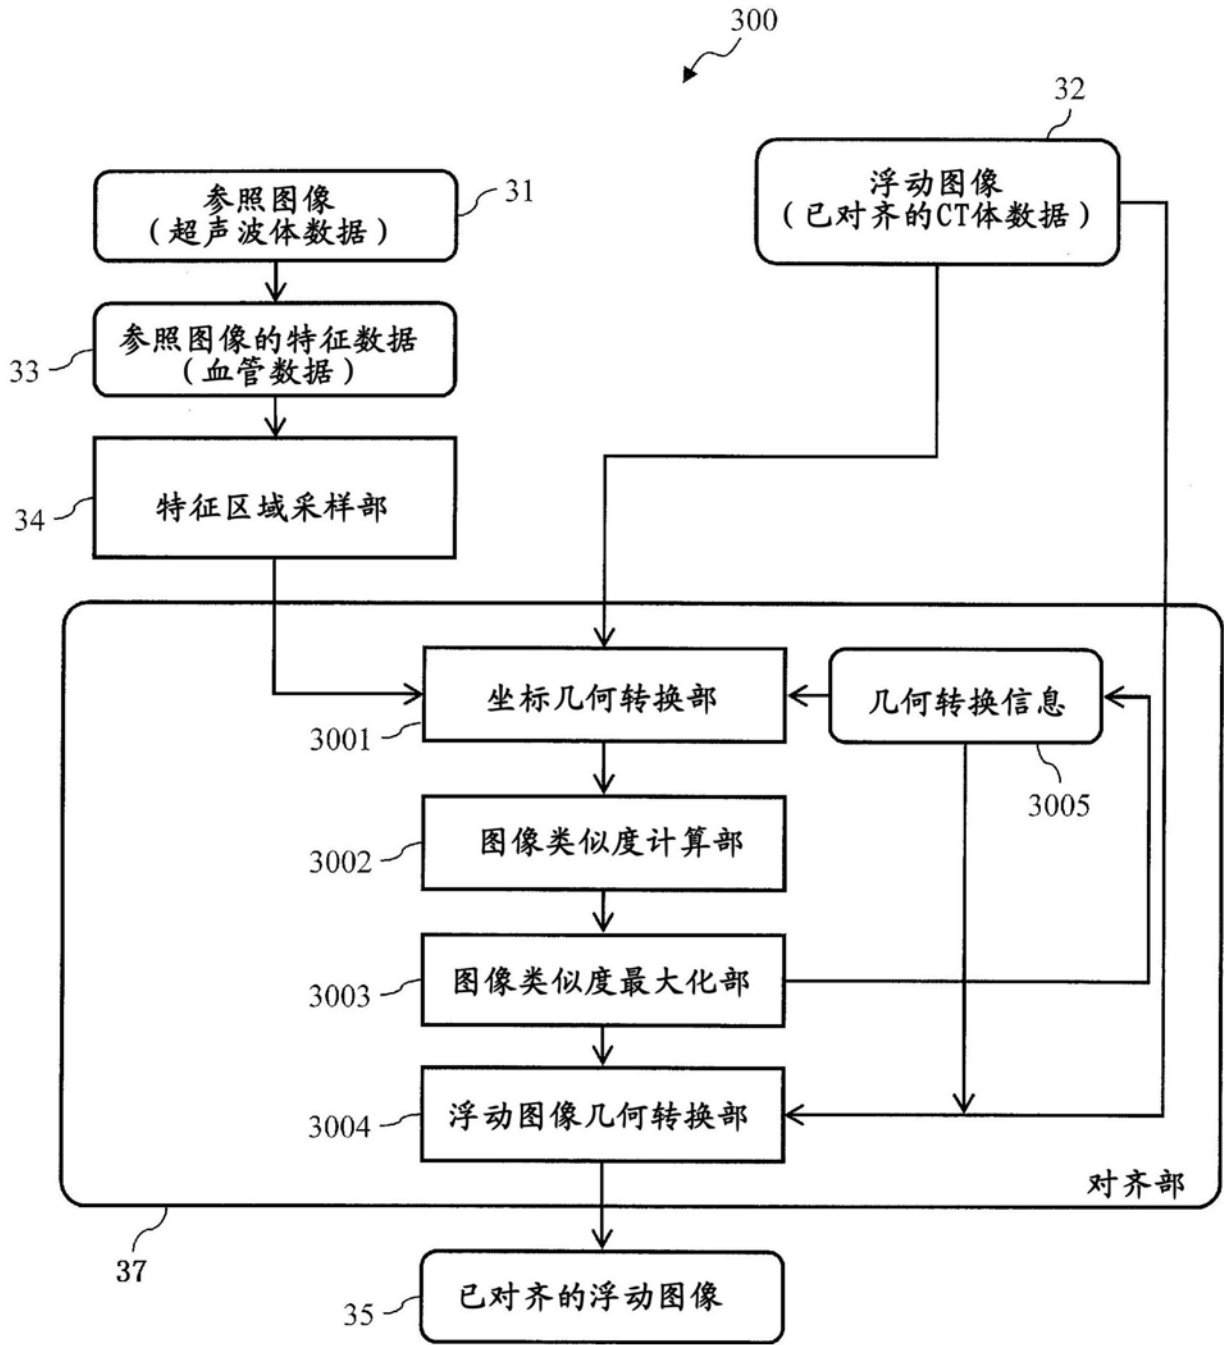 300
32
浮动图像
（已对齐的CT体数据）
参照图像
（超声波体数据）
31
参照图像的特征数据
（血管数据）
33
特征区域采样部
34
坐标几何转换部
3001
几何转换信息
3005
图像类似度计算部
3002
图像类似度最大化部
3003
浮动图像几何转换部
3004
对齐部
37
已对齐的浮动图像
35